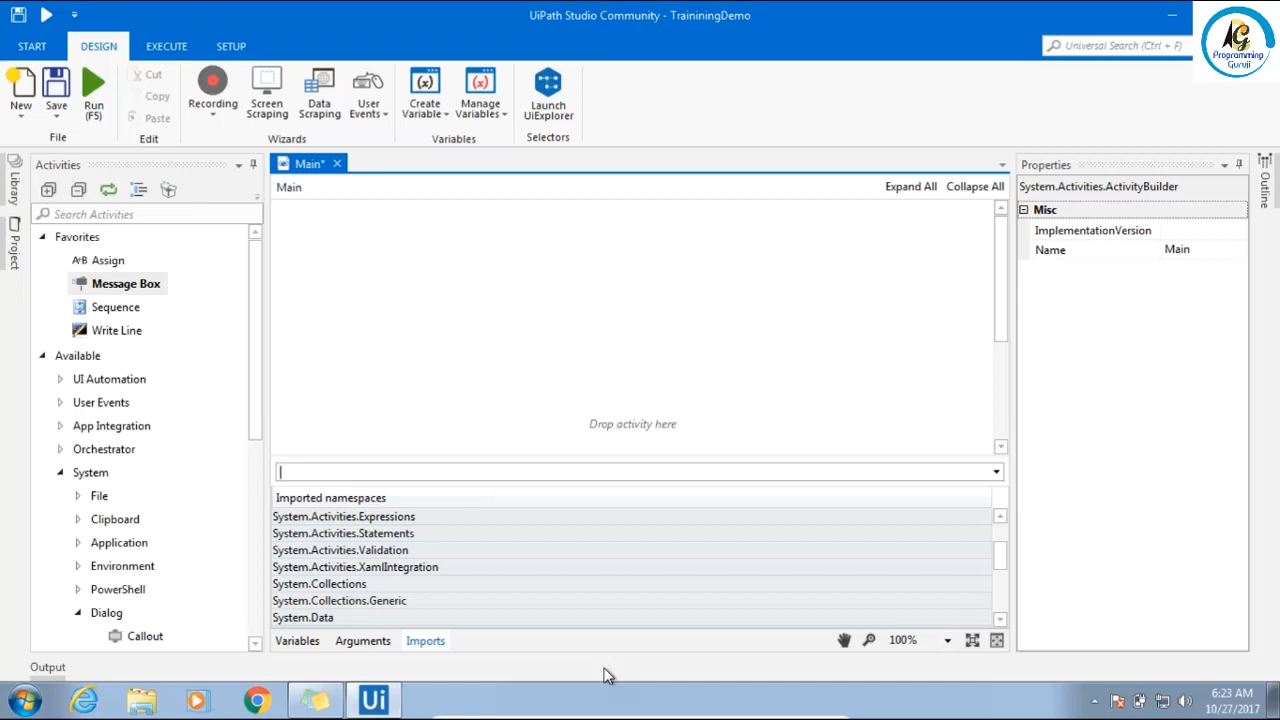 UiPath Studio Community - TraininingDemo
START
DESIGN
EXECUTE
SETUP
Universal Search (Ctrl + F)
Programming
Guruji
New
Save
Run
(F5)
Cut
Copy
Paste
Recording
Screen
Scraping
Data
Scraping
User
Events
Create
Variable
Manage
Variables
Launch
UiExplorer
File
Edit
Wizards
Variables
Selectors
Library
Project
Activities
Search Activities
Favorites
Assign
Message Box
Sequence
Write Line
Available
UI Automation
User Events
App Integration
Orchestrator
System
File
Clipboard
Application
Environment
PowerShell
Dialog
Callout
Main*
Main
Expand All
Collapse All
Drop activity here
Imported namespaces
System.Activities.Expressions
System.Activities.Statements
System.Activities.Validation
System.Activities.XamlIntegration
System.Collections
System.Collections.Generic
System.Data
Variables
Arguments
Imports
100%
Properties
System.Activities.ActivityBuilder
Misc
ImplementationVersion
Name
Main
Outline
Output
Ui
6:23 AM
10/27/2017